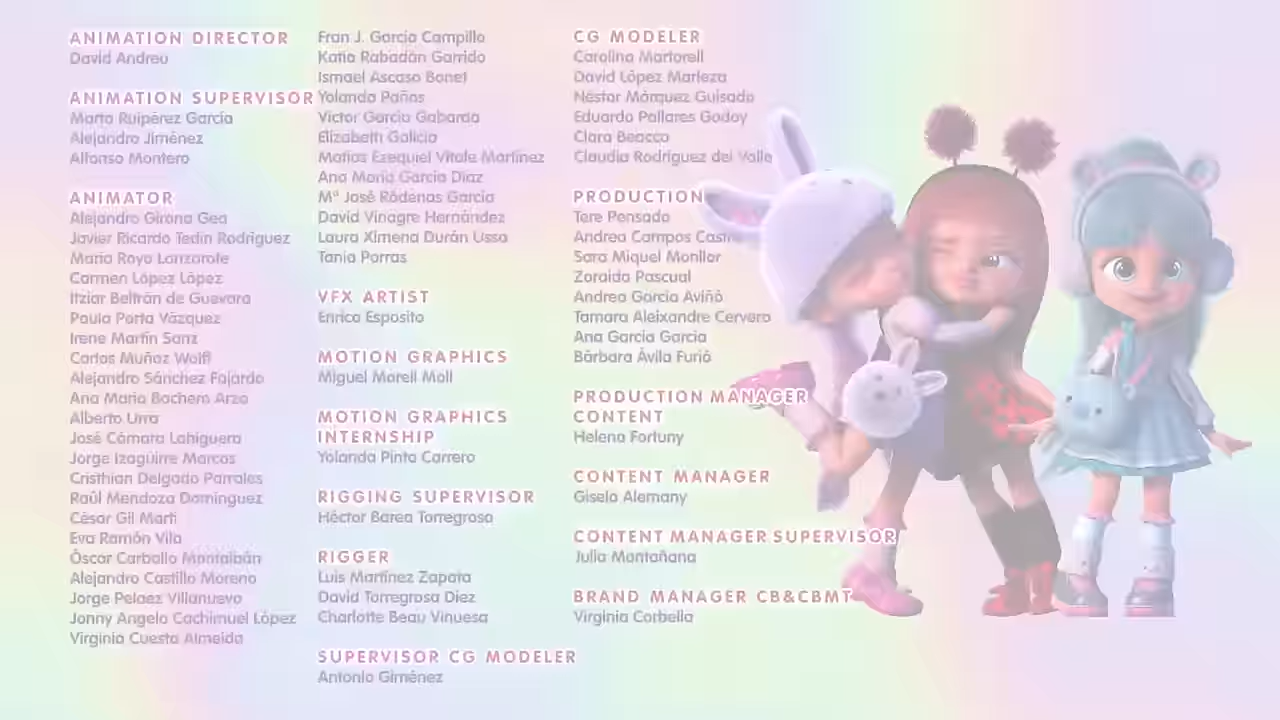 ANIMATION DIRECTOR
David Andreu
ANIMATION SUPERVISOR
Marta Ruipérez García
Alejandro Jiménez
Alfonso Montero
ANIMATOR
Alejandro Girona Gea
Javier Ricardo Tedín Rodríguez
María Royo Lanzarote
Carmen López López
Itziar Beltrán de Guevara
Paula Porta Vázquez
Irene Martín Sanz
Carlos Muñoz Wolff
Alejandro Sánchez Fajardo
Ana María Bachero Arzo
Alberto Urra
José Cámara Lahiguera
Jorge Izaguirre Marcos
Cristhian Delgado Parrales
Raúl Mendoza Domínguez
César Gil Martí
Eva Ramón Vila
Óscar Carballo Montalbán
Alejandro Castillo Moreno
Jorge Pelaez Villanueva
Jonny Angelo Cachimuel López
Virginia Cuesta Almeida
Fran J. García Campillo
Katia Rabadán Garrido
Ismael Ascaso Bonet
Yolanda Paños
Víctor García Gabarda
Elizabeth Galicia
Matías Ezequiel Vitale Martínez
Ana María García Díaz
Mª José Ródenas García
David Vinagre Hernández
Laura Ximena Durán Ussa
Tania Porras
VFX ARTIST
Enrico Esposito
MOTION GRAPHICS
Miguel Morell Moll
MOTION GRAPHICS
INTERNSHIP
Yolanda Pinto Carrero
RIGGING SUPERVISOR
Héctor Barea Torregrosa
RIGGER
Luis Martínez Zapata
David Torregrosa Díez
Charlotte Beau Vinuesa
SUPERVISOR CG MODELER
Antonio Giménez
CG MODELER
Carolina Martorell
David López Marteza
Néstor Márquez Guisado
Eduardo Pallares Godoy
Clara Beacco
Claudia Rodríguez del Valle
PRODUCTION
Tere Pensado
Andrea Campos
Sara Miquel Monllor
Zoraida Pascual
Andrea García Aviñó
Tamara Aleixandre Cervero
Ana García García
Bárbara Ávila Furió
PRODUCTION MANAGER
CONTENT
Helena Fortuny
CONTENT MANAGER
Gisela Alemany
CONTENT MANAGER SUPERVISOR
Julia Montañana
BRAND MANAGER CB&CBMT
Virginia Corbella